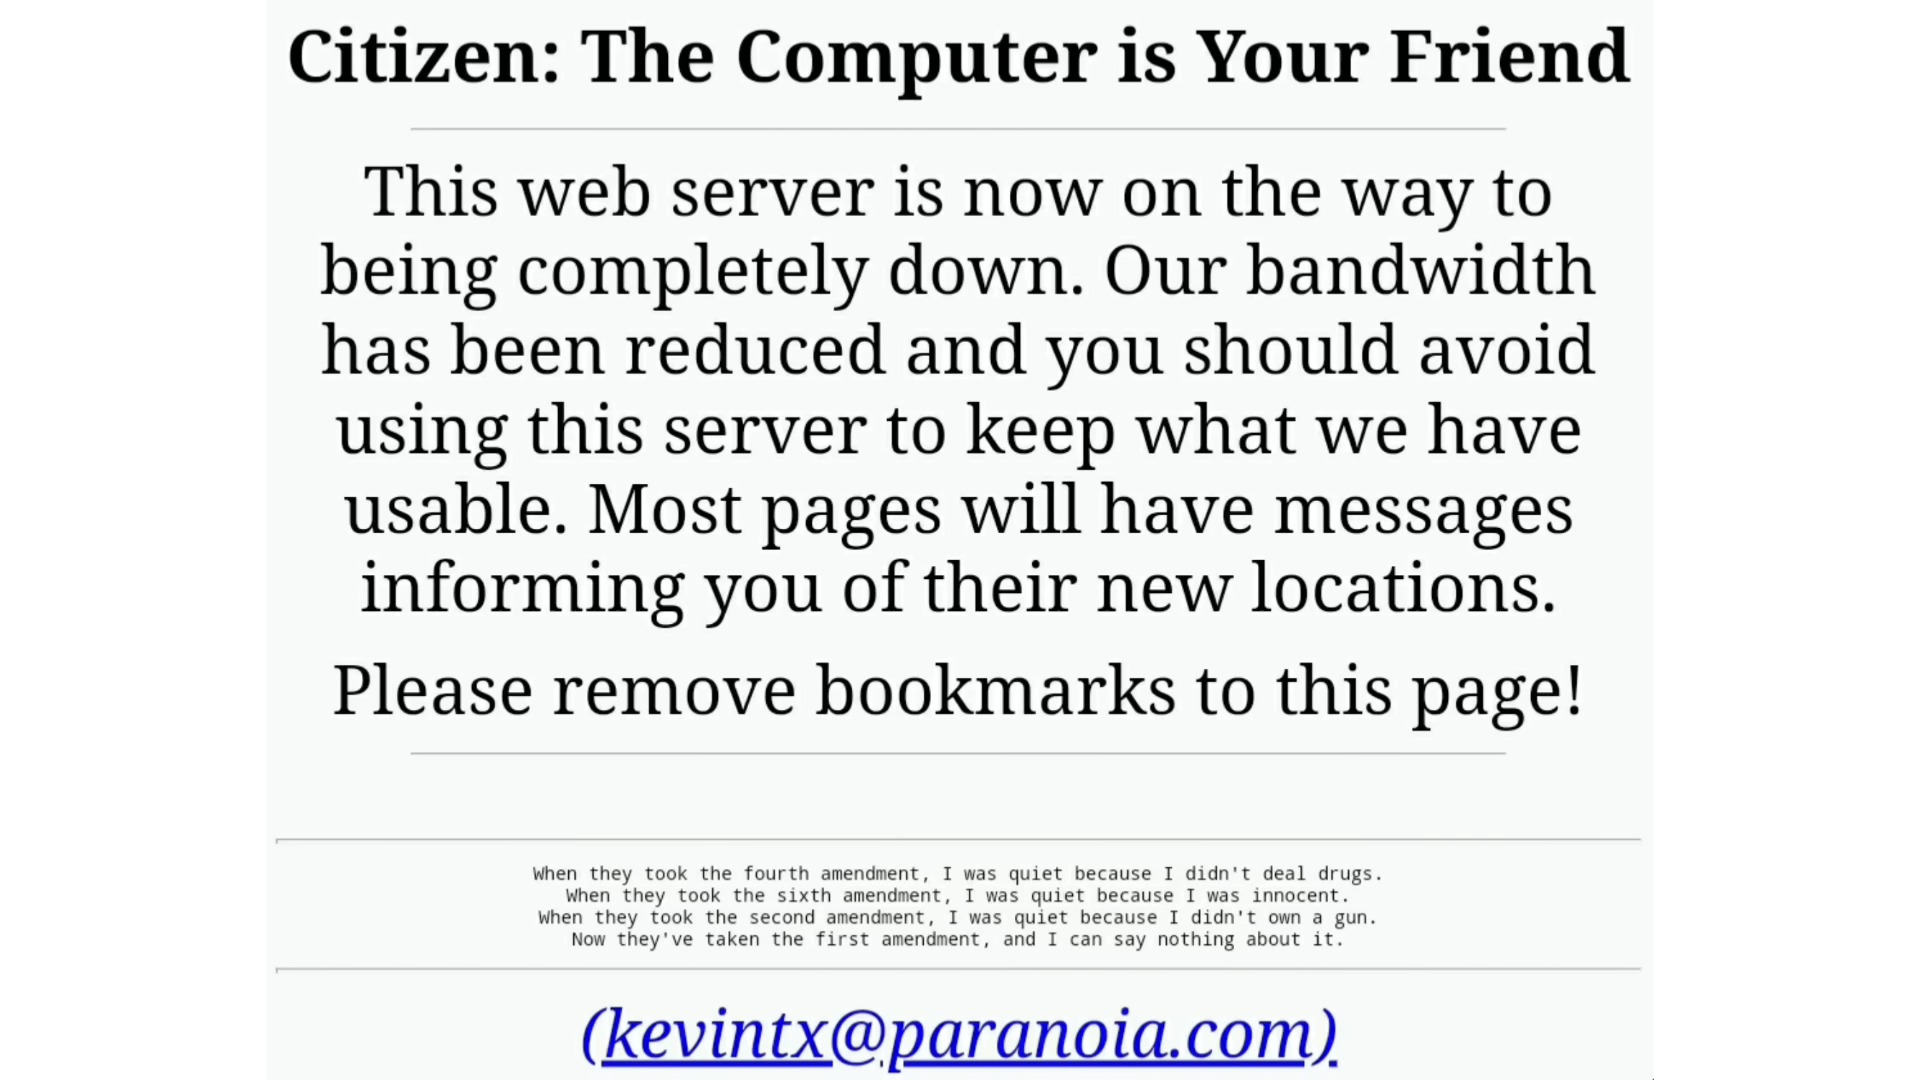 Citizen: The Computer is Your Friend
This web server is now on the way to
being completely down. Our bandwidth
has been reduced and you should avoid
using this server to keep what we have
usable. Most pages will have messages
informing you of their new locations.
Please remove bookmarks to this page!
When they took the fourth amendment, I was quiet because I didn't deal drugs.
When they took the sixth amendment, I was quiet because I was innocent.
When they took the second amendment, I was quiet because I didn't own a gun.
Now they've taken the first amendment, and I can say nothing about it.
(kevintx@paranoia.com)